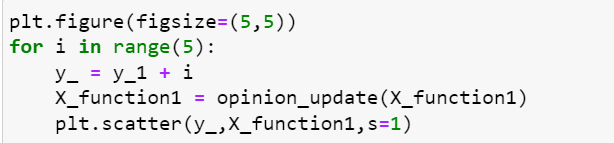 plt.figure(figsize=(5,5))
for i in range(5):
    y_ = y_1 + i
    X_function1 = opinion_update(X_function1)
    plt.scatter(y_,X_function1,s=1)